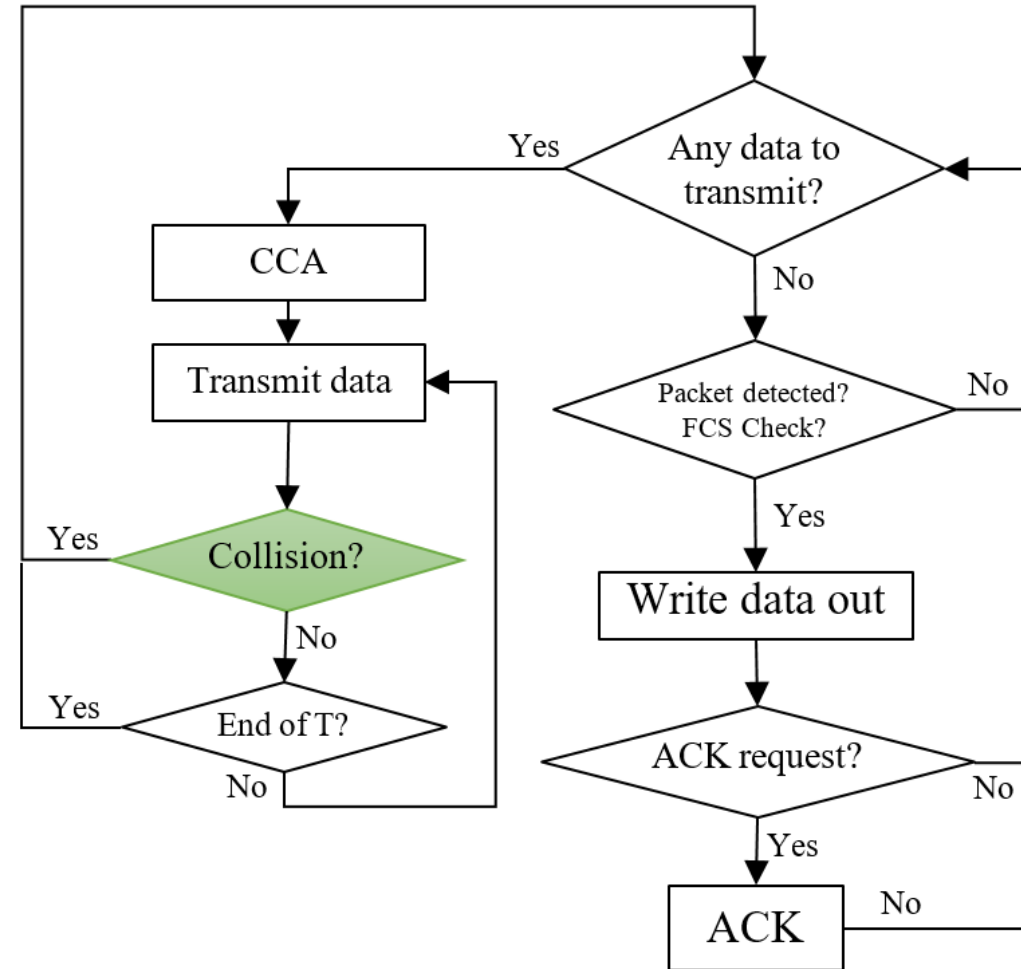 Any data to
transmit?
Yes
No
CCA
Transmit data
Collision?
Yes
No
End of T?
Yes
No
Packet detected?
FCS Check?
No
Yes
Write data out
ACK request?
No
Yes
ACK
No